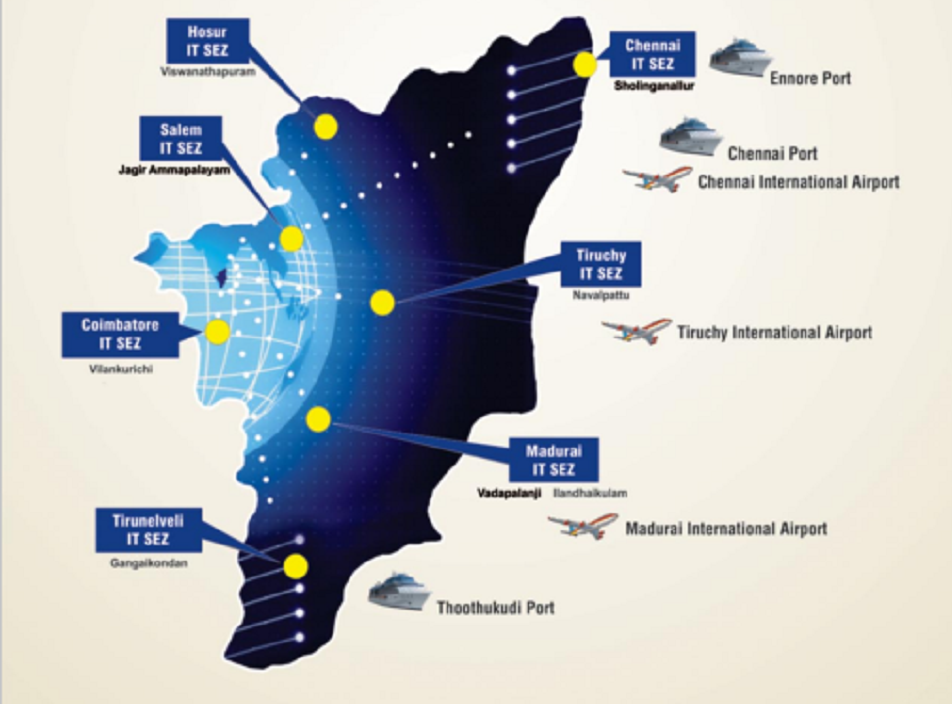 Hosur
IT SEZ
Viswanathapuram
Chennai
IT SEZ
Sholinganallur
Ennore Port
Salem
IT SEZ
Jagir Ammapalayam
Chennai Port
Chennai International Airport
Tiruchy
IT SEZ
Navalpattu
Tiruchy International Airport
Coimbatore
IT SEZ
Vilankurichi
Madurai
IT SEZ
Vadapalanji Ilandhaikulam
Madurai International Airport
Tirunelveli
IT SEZ
Gangaikondan
Thoothukudi Port